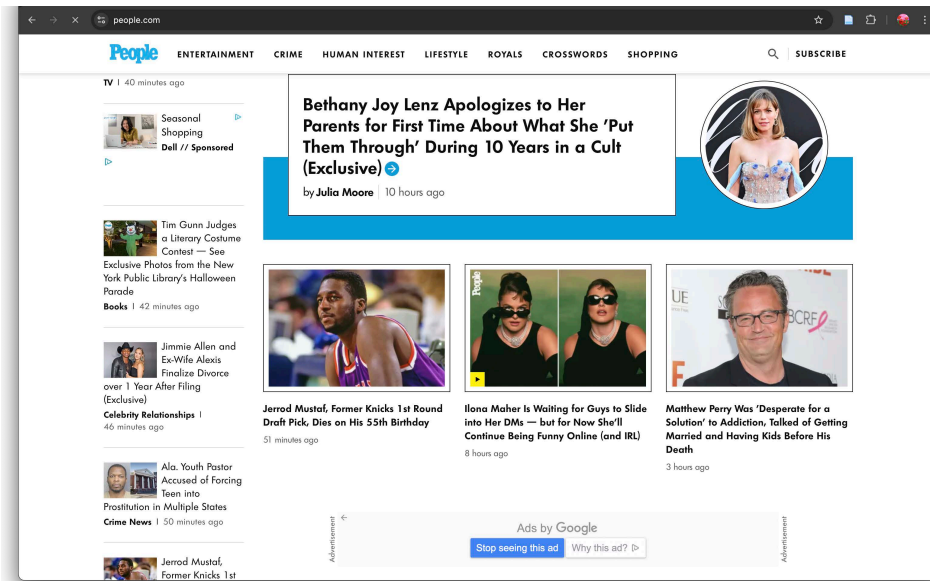 people.com
People
ENTERTAINMENT
CRIME
HUMAN INTEREST
LIFESTYLE
ROYALS
CROSSWORDS
SHOPPING
SUBSCRIBE
TV | 40 minutes ago
Seasonal
Shopping
Dell // Sponsored
Tim Gunn Judges
a Literary Costume
Contest — See
Exclusive Photos from the New
York Public Library's Halloween
Parade
Books | 42 minutes ago
Jimmie Allen and
Ex-Wife Alexis
Finalize Divorce
over 1 Year After Filing
(Exclusive)
Celebrity Relationships |
46 minutes ago
Ala. Youth Pastor
Accused of Forcing
Teen into
Prostitution in Multiple States
Crime News | 50 minutes ago
Jerrod Mustaf,
Former Knicks 1st
Bethany Joy Lenz Apologizes to Her
Parents for First Time About What She 'Put
Them Through' During 10 Years in a Cult
(Exclusive)
by Julia Moore | 10 hours ago
Jerrod Mustaf, Former Knicks 1st Round
Draft Pick, Dies on His 55th Birthday
51 minutes ago
People
Ilona Maher Is Waiting for Guys to Slide
into Her DMs — but for Now She'll
Continue Being Funny Online (and IRL)
8 hours ago
UE
BCRF
Matthew Perry Was 'Desperate for a
Solution' to Addiction, Talked of Getting
Married and Having Kids Before His
Death
3 hours ago
Advertisement
Ads by Google
Stop seeing this ad
Why this ad?
Advertisement